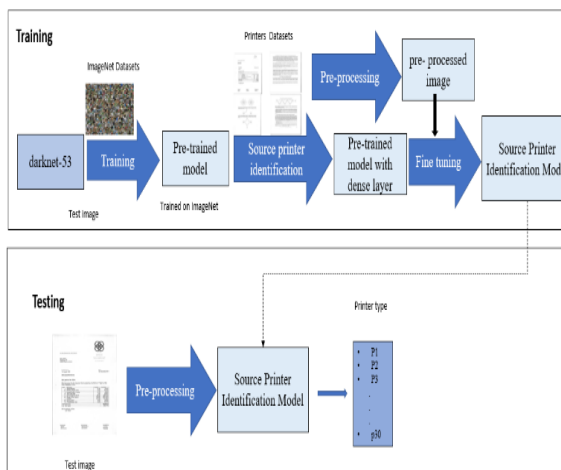 Training
Printers Datasets
ImageNet Datasets
Pre-processing
pre- processed
image
darknet-53
Training
Pre-trained
model
Source printer
identification
Pre-trained
model with
dense layer
Fine tuning
Source Printer
Identification Mode
Test image
Trained on ImageNet
Testing
Printer type
Pre-processing
Source Printer
Identification Model
• P1
• P2
• P3
.
.
.
• p30
Test image